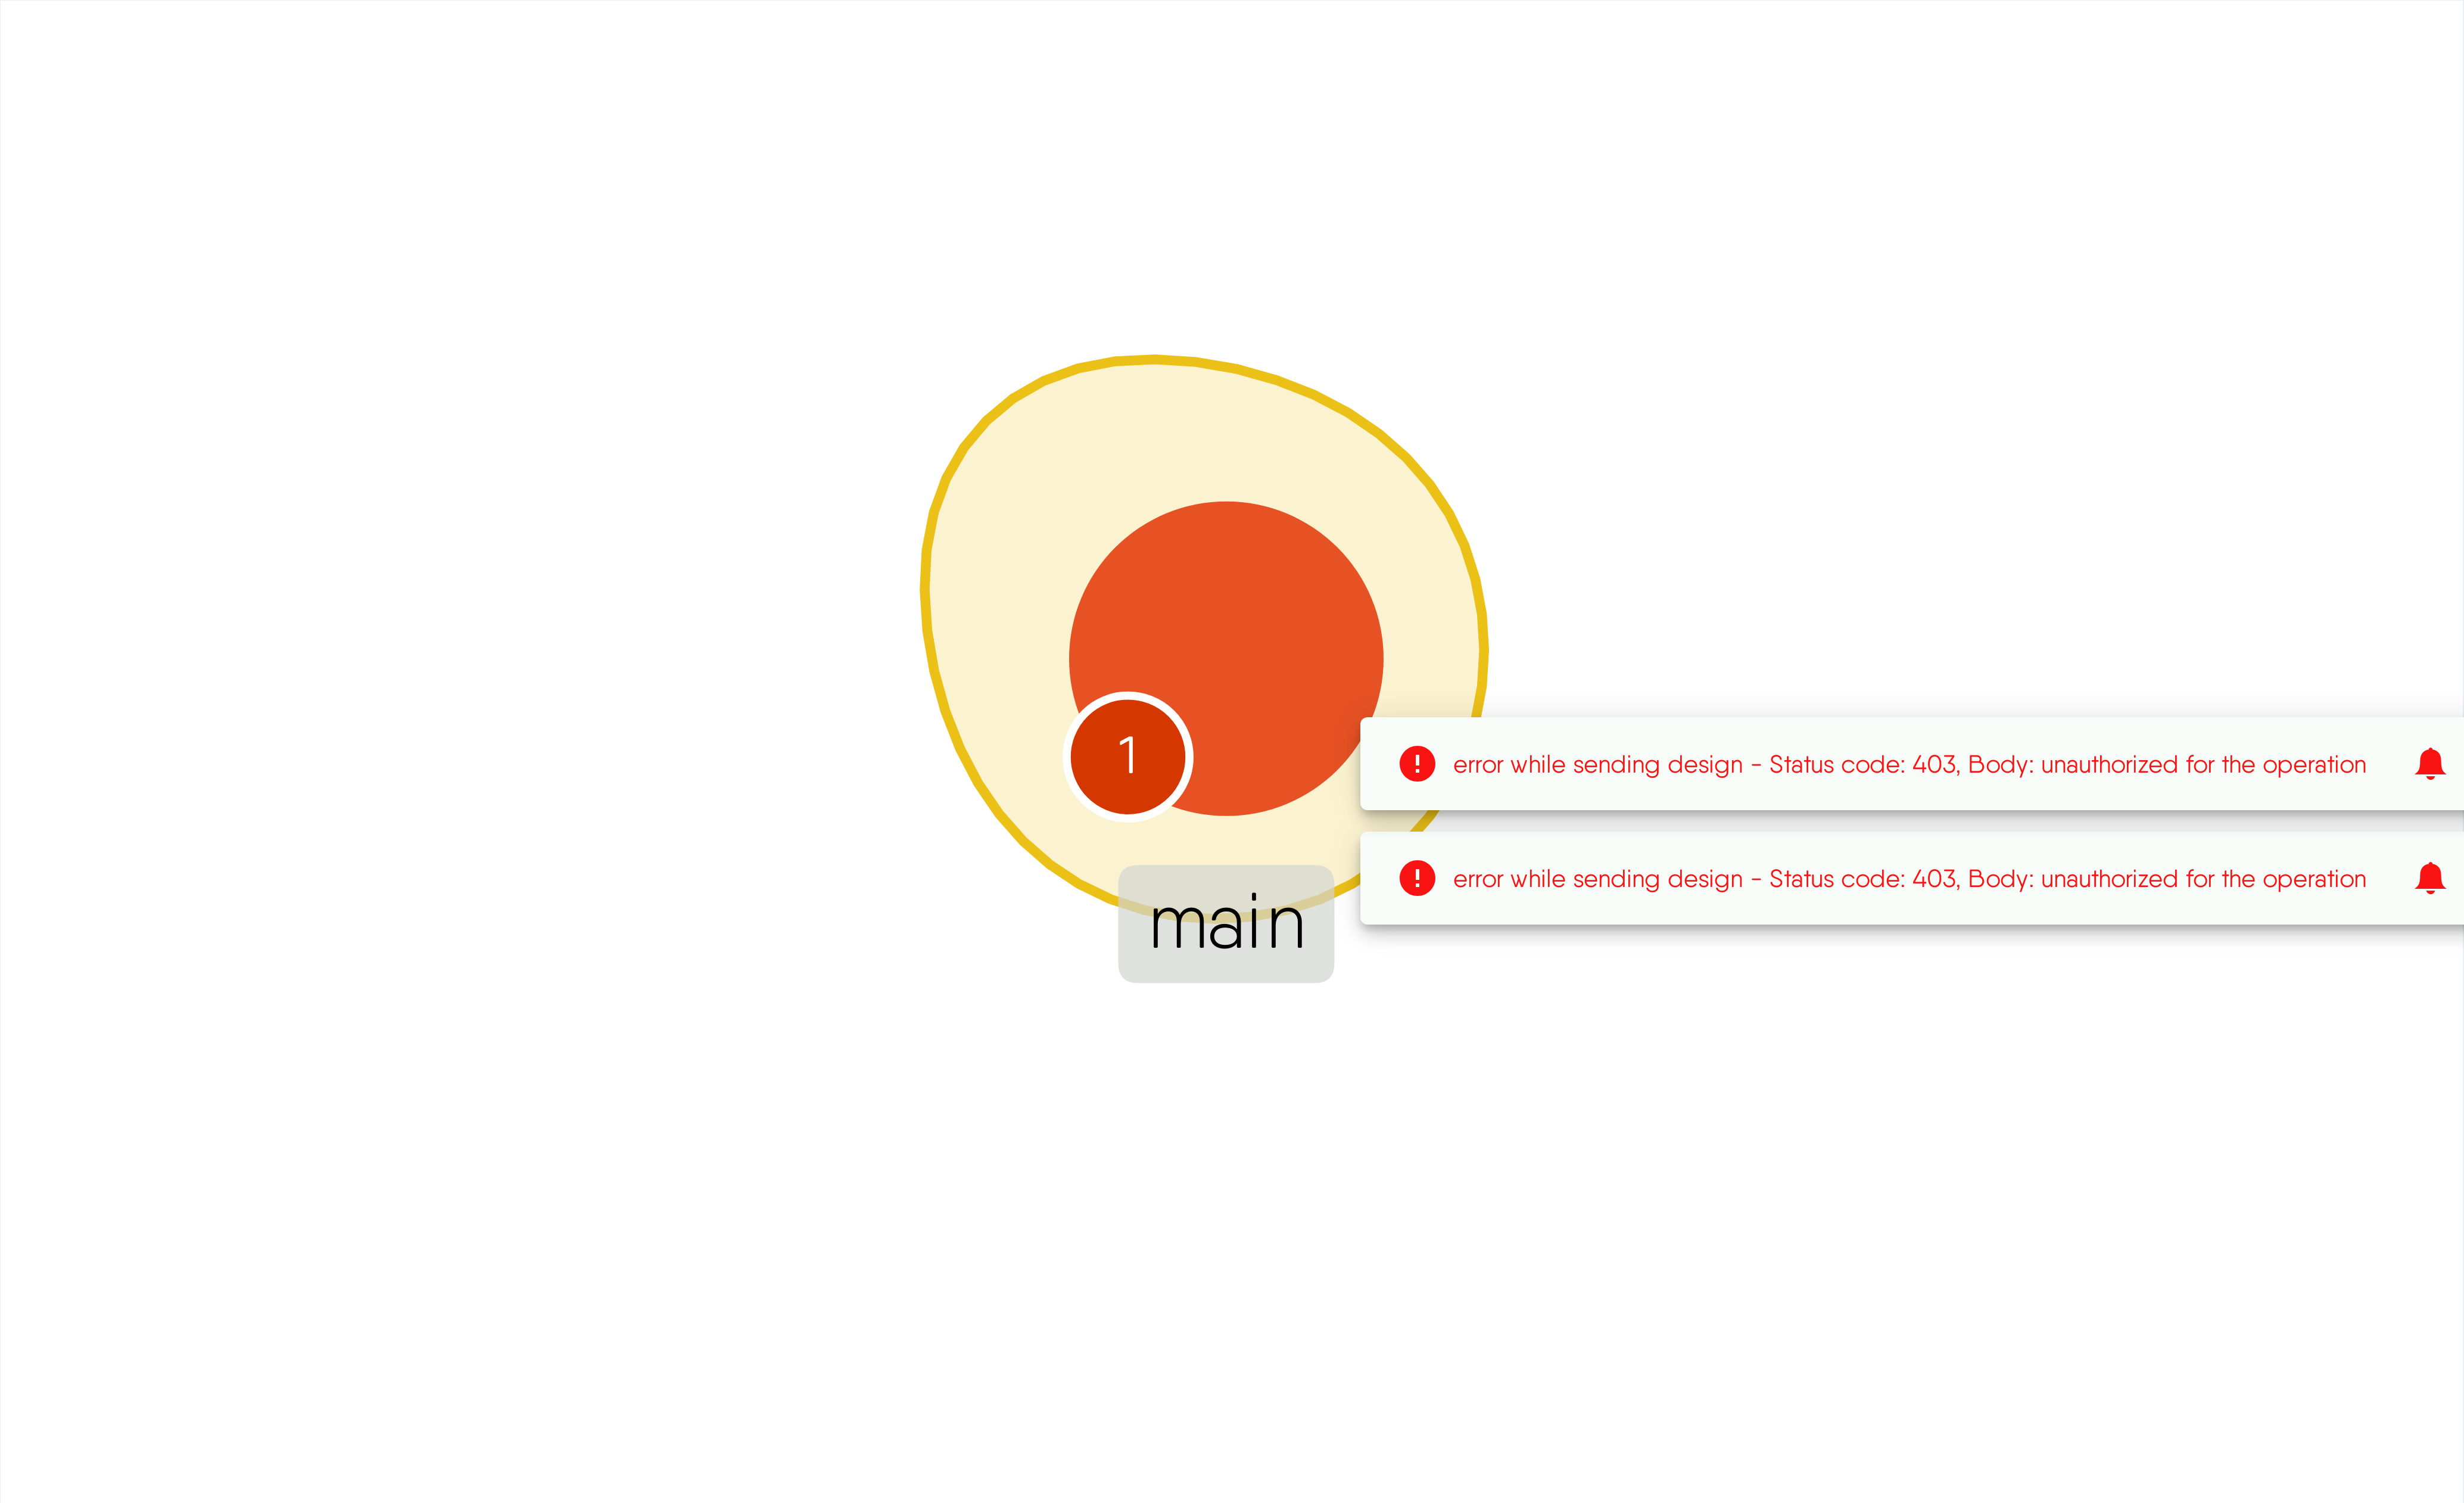 1
error while sending design - Status code: 403, Body: unauthorized for the operation
error while sending design - Status code: 403, Body: unauthorized for the operation
main